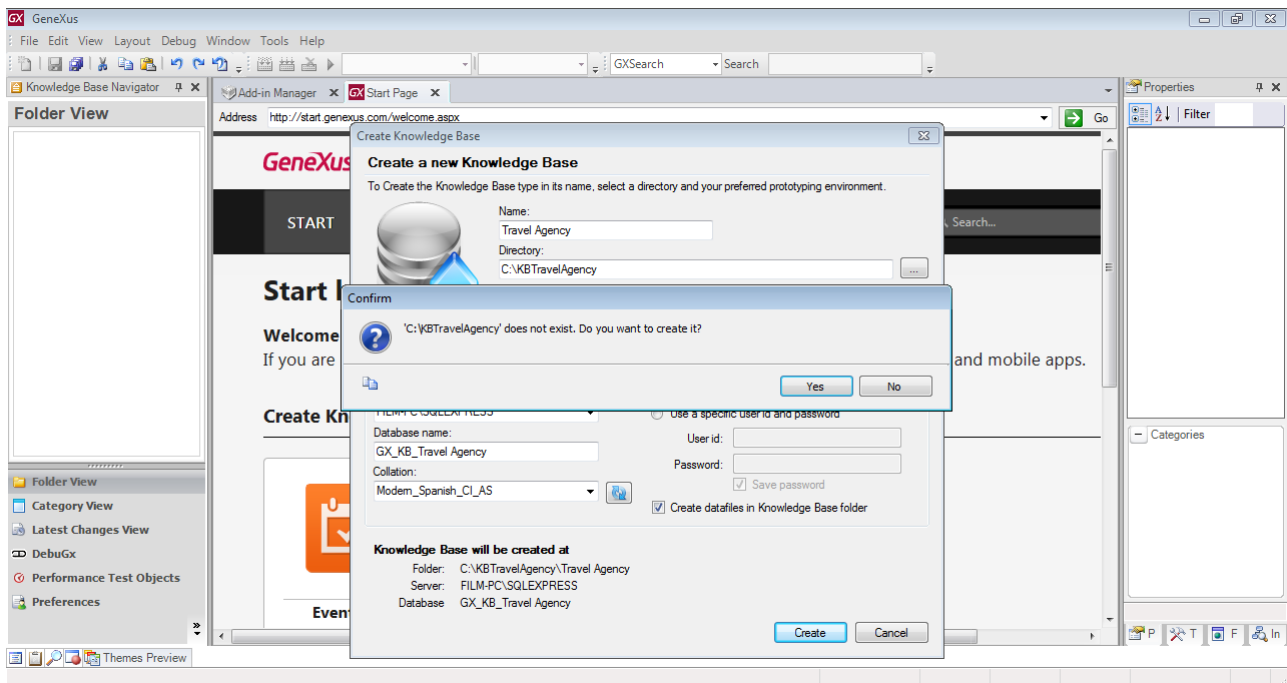 GX GeneXus
File Edit View Layout Debug Window Tools Help
GXSearch Search
Knowledge Base Navigator
Add-in Manager GX Start Page
Properties
Folder View
Address http://start.genexus.com/welcome.aspx Go
Filter
Create Knowledge Base
GeneXus
Create a new Knowledge Base
To Create the Knowledge Base type in its name, select a directory and your preferred prototyping environment.
START
Name:
Travel Agency
Search...
Directory:
C:\KBTravelAgency
...
Start
Confirm
'C:\KBTravelAgency' does not exist. Do you want to create it?
Welcome
If you are and mobile apps.
Yes No
Create Kn
FILM-PC\SQLEXPRESS
Use a specific user id and password
Database name:
GX_KB_Travel Agency
User id:
Collation:
Password:
Modern_Spanish_CI_AS
Save password
Create datafiles in Knowledge Base folder
Categories
Folder View
Category View
Latest Changes View
DebuGx
Performance Test Objects
Preferences
Knowledge Base will be created at
Folder: C:\KBTravelAgency\Travel Agency
Server: FILM-PC\SQLEXPRESS
Database GX_KB_Travel Agency
Even
Create Cancel
P T F In
Themes Preview